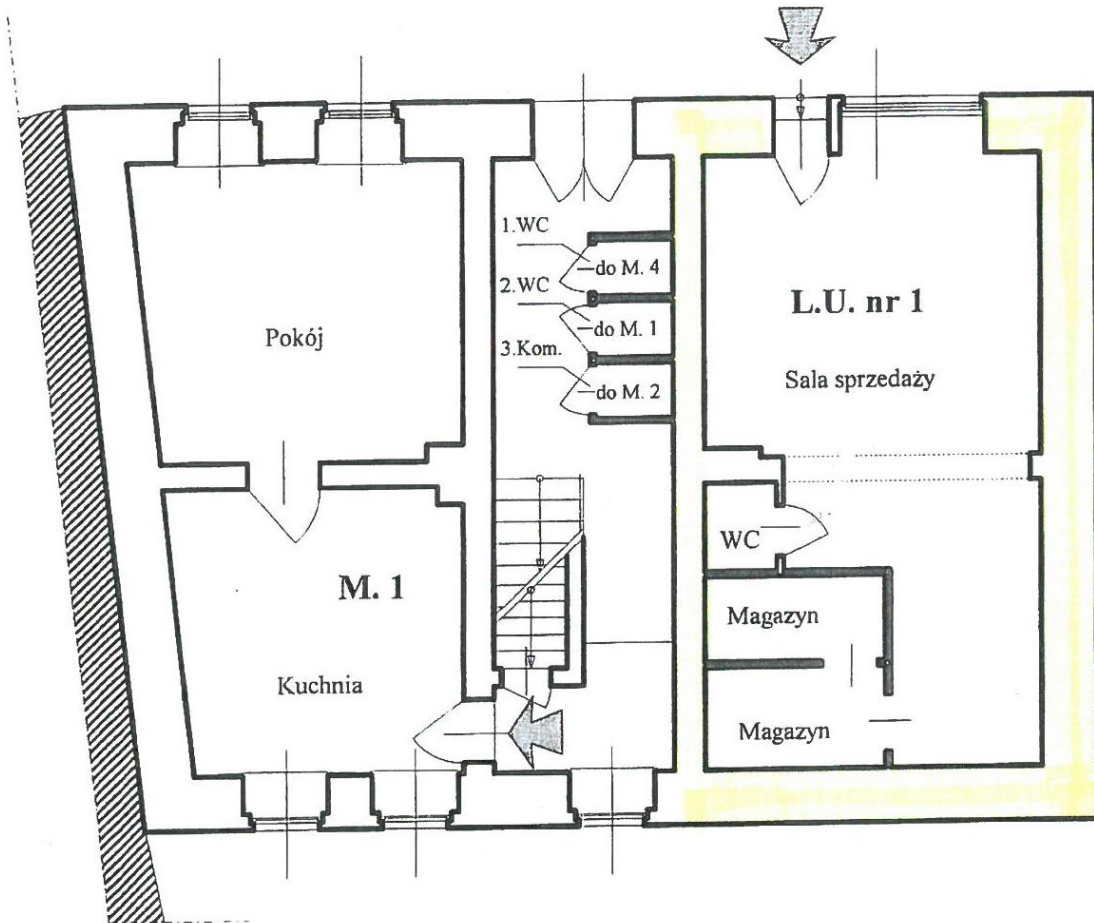 1.WC
do M. 4
2.WC
do M. 1
3.Kom.
do M. 2
Pokój
L.U. nr 1
Sala sprzedaży
WC
M. 1
Magazyn
Kuchnia
Magazyn